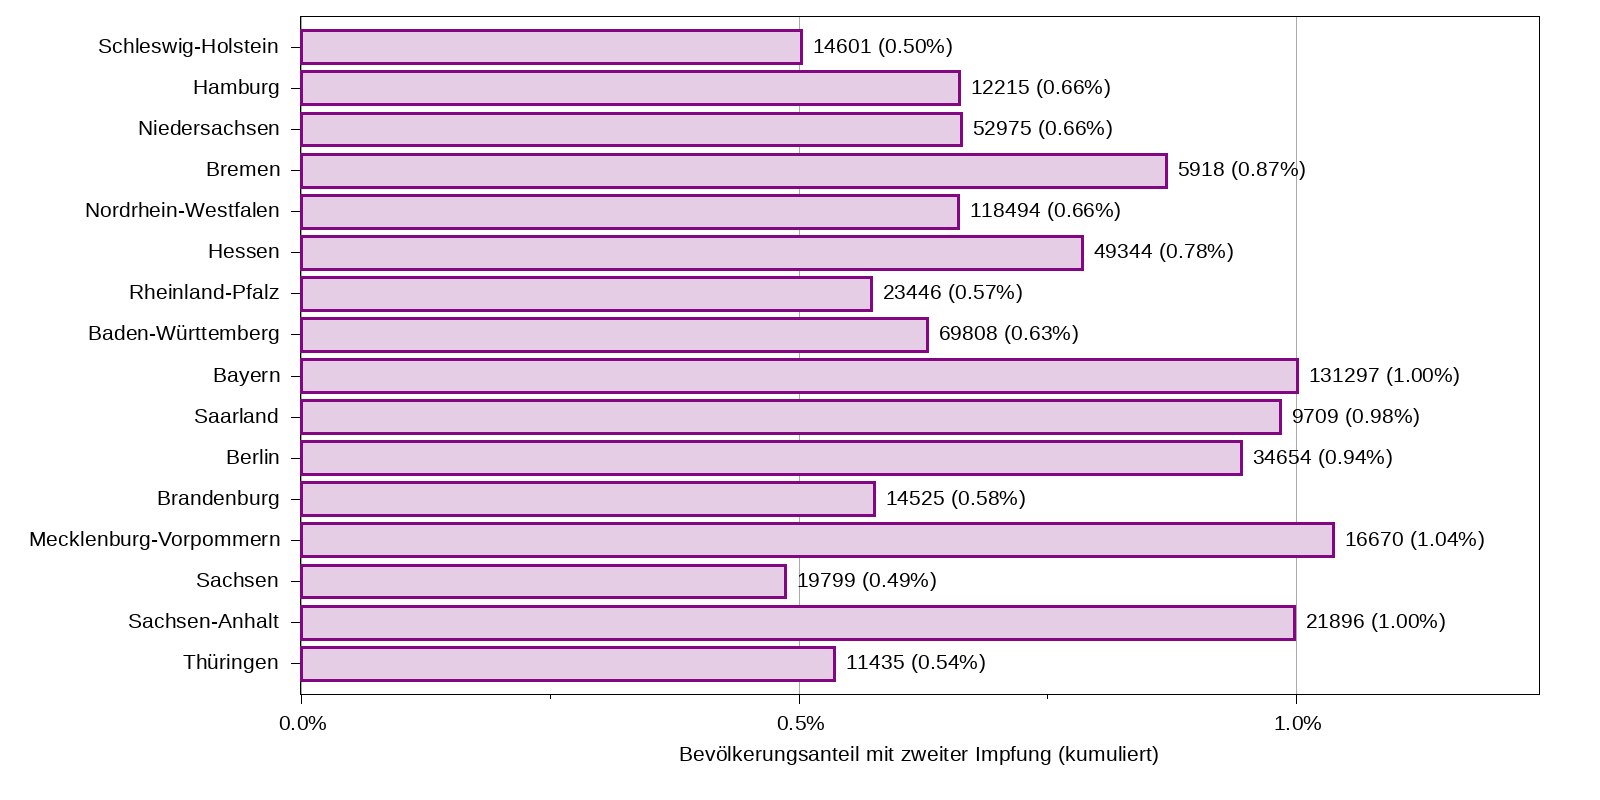 Schleswig-Holstein 14601 (0.50%)
Hamburg 12215 (0.66%)
Niedersachsen 52975 (0.66%)
Bremen 5918 (0.87%)
Nordrhein-Westfalen 118494 (0.66%)
Hessen 49344 (0.78%)
Rheinland-Pfalz 23446 (0.57%)
Baden-Württemberg 69808 (0.63%)
Bayern 131297 (1.00%)
Saarland 9709 (0.98%)
Berlin 34654 (0.94%)
Brandenburg 14525 (0.58%)
Mecklenburg-Vorpommern 16670 (1.04%)
Sachsen 19799 (0.49%)
Sachsen-Anhalt 21896 (1.00%)
Thüringen 11435 (0.54%)
0.0% 0.5% 1.0%
Bevölkerungsanteil mit zweiter Impfung (kumuliert)